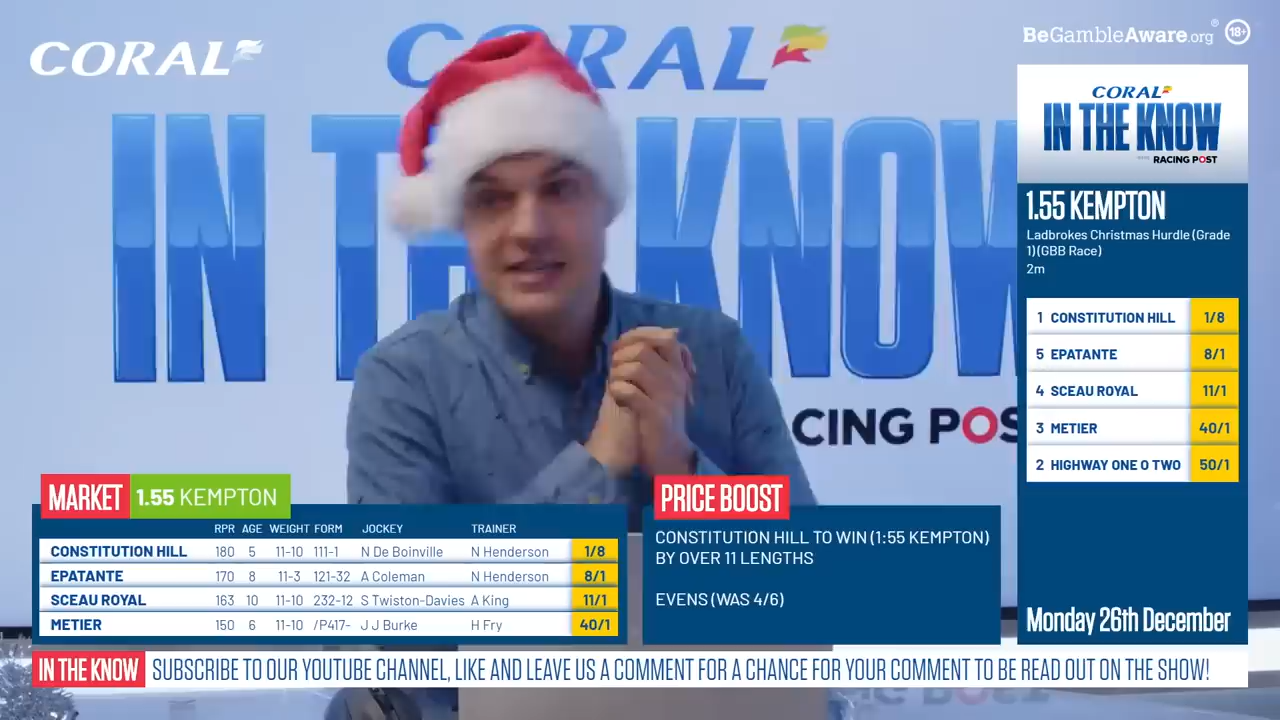 CORAL
CORAL
IN THE KNOW
CING POS
BeGambleAware.org® 18+
CORAL
IN THE KNOW
WITH RACING POST
1.55 KEMPTON
Ladbrokes Christmas Hurdle (Grade
1) (GBB Race)
2m
1 CONSTITUTION HILL 1/8
5 EPATANTE 8/1
4 SCEAU ROYAL 11/1
3 METIER 40/1
2 HIGHWAY ONE O TWO 50/1
Monday 26th December
MARKET 1.55 KEMPTON
RPR AGE WEIGHT FORM JOCKEY TRAINER
CONSTITUTION HILL 180 5 11-10 111-1 N De Boinville N Henderson 1/8
EPATANTE 170 8 11-3 121-32 A Coleman N Henderson 8/1
SCEAU ROYAL 163 10 11-10 232-12 S Twiston-Davies A King 11/1
METIER 150 6 11-10 /P417- J J Burke H Fry 40/1
PRICE BOOST
CONSTITUTION HILL TO WIN (1:55 KEMPTON)
BY OVER 11 LENGTHS
EVENS (WAS 4/6)
IN THE KNOW SUBSCRIBE TO OUR YOUTUBE CHANNEL, LIKE AND LEAVE US A COMMENT FOR A CHANCE FOR YOUR COMMENT TO BE READ OUT ON THE SHOW!